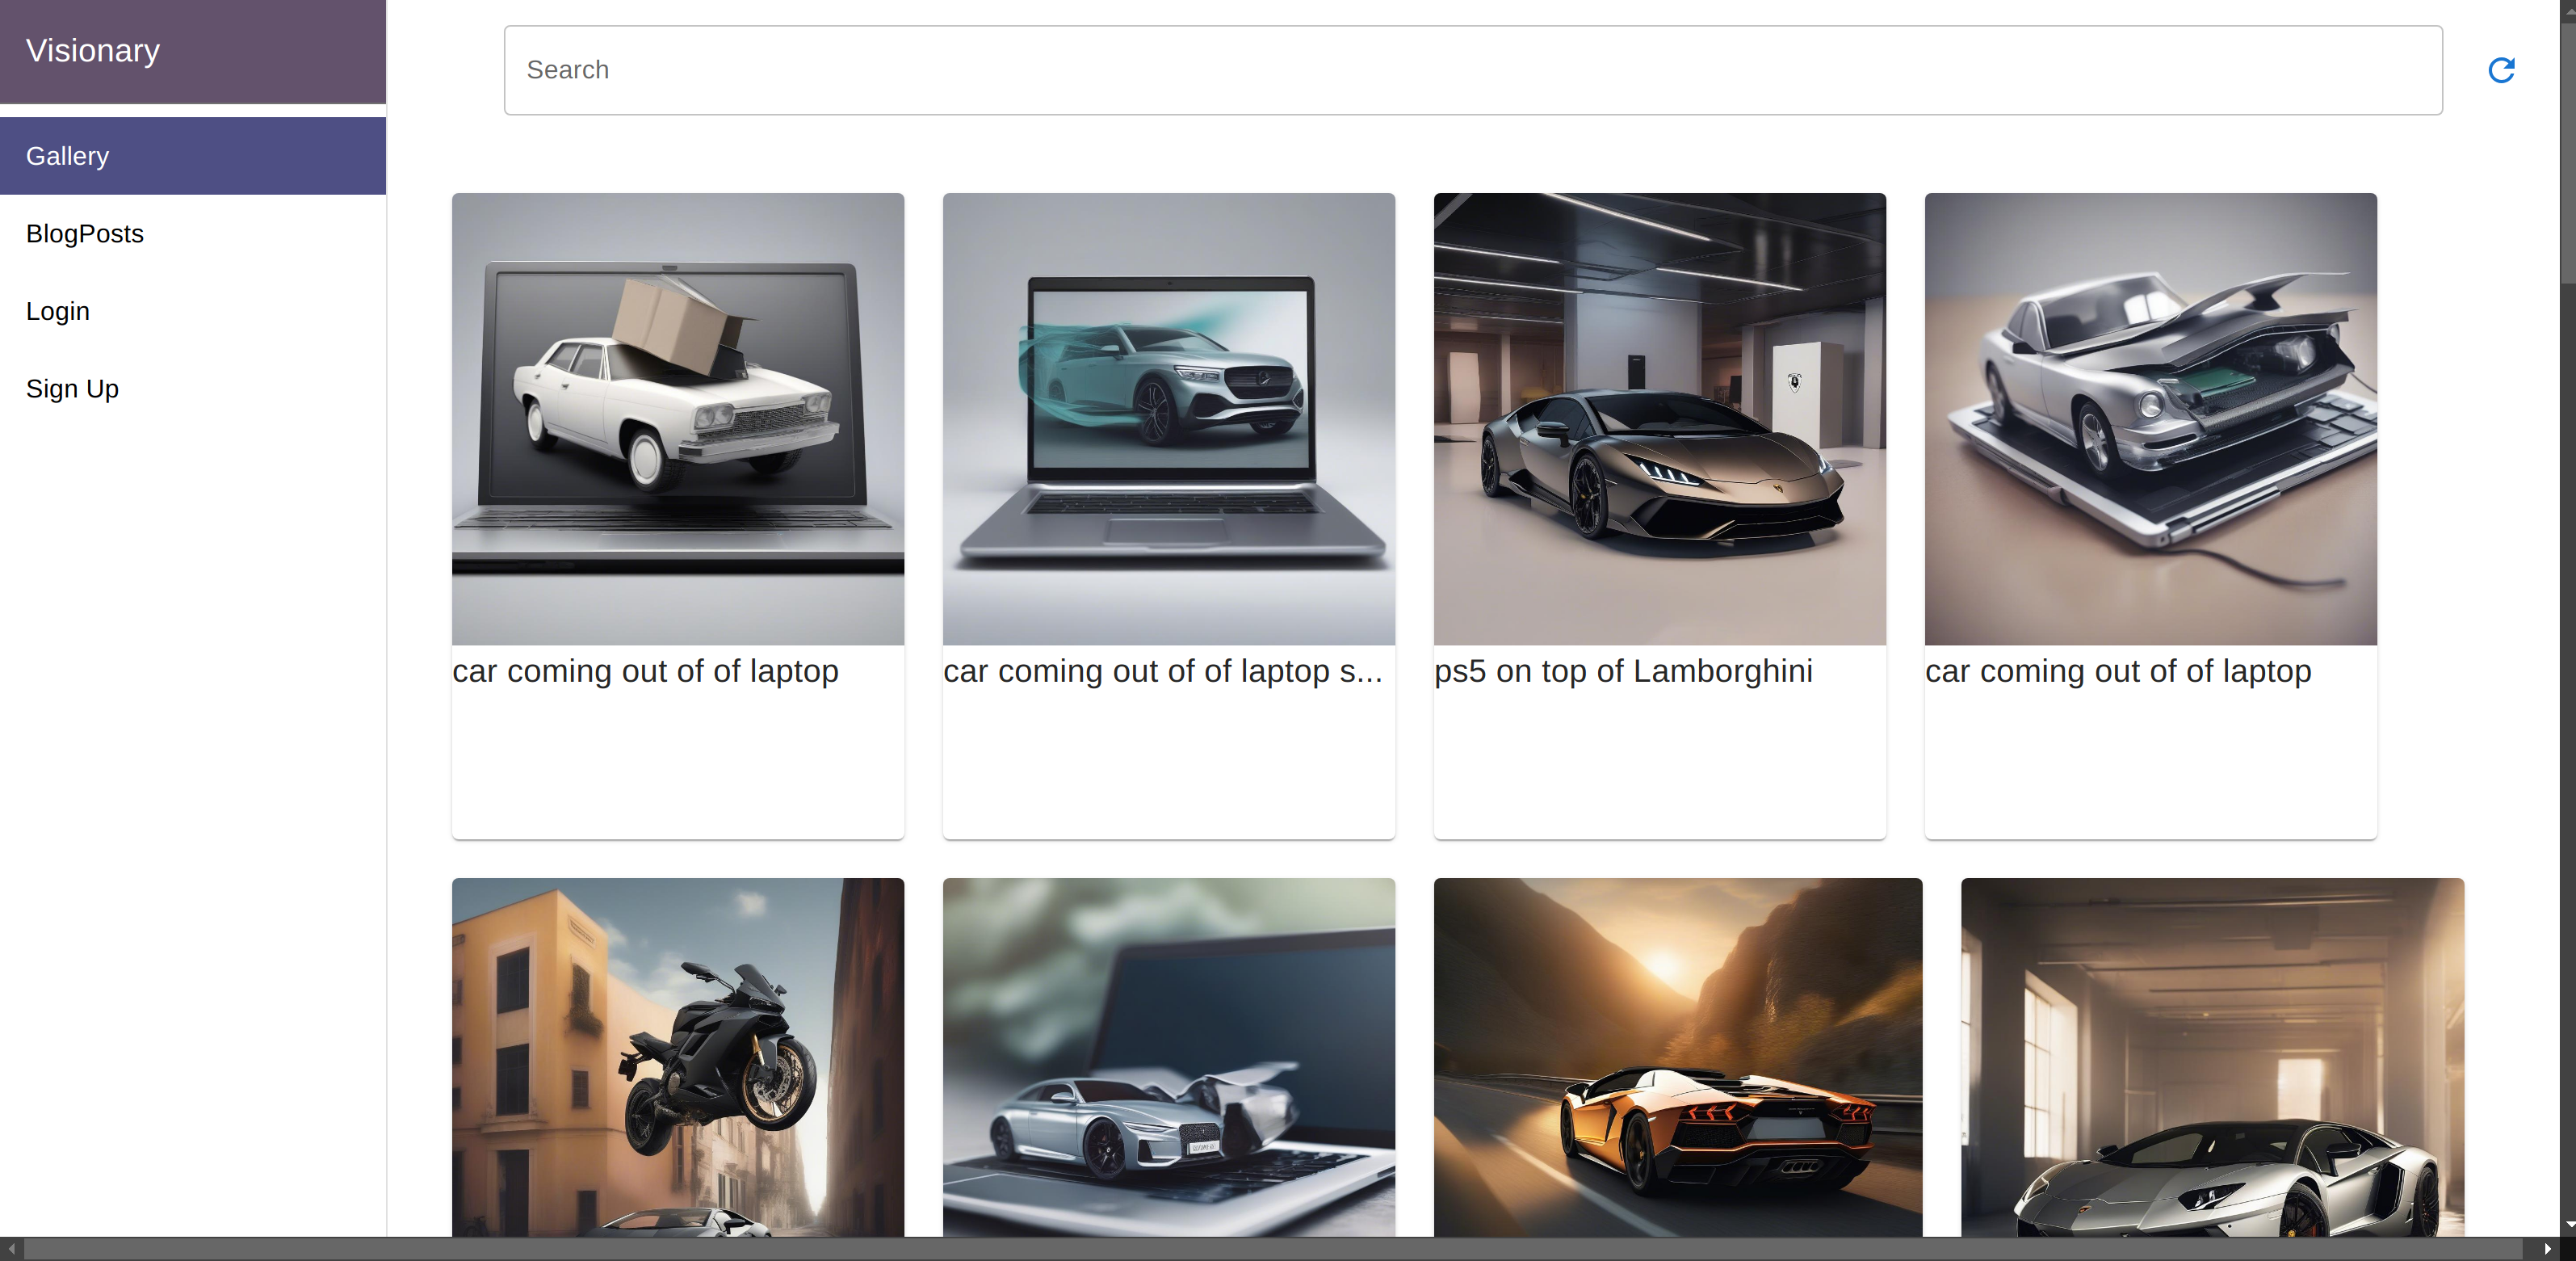 Visionary
Search
Gallery
BlogPosts
Login
Sign Up
car coming out of of laptop
car coming out of of laptop s...
ps5 on top of Lamborghini
car coming out of of laptop